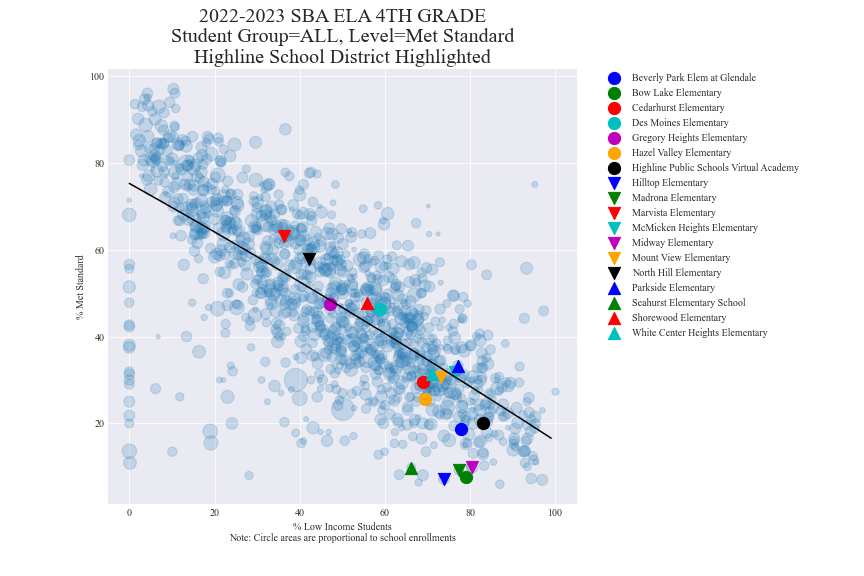 2022-2023 SBA ELA 4TH GRADE
Student Group=ALL, Level=Met Standard
Highline School District Highlighted
% Met Standard
100
80
60
40
20
0
20
40
60
80
100
% Low Income Students
Note: Circle areas are proportional to school enrollments
Beverly Park Elem at Glendale
Bow Lake Elementary
Cedarhurst Elementary
Des Moines Elementary
Gregory Heights Elementary
Hazel Valley Elementary
Highline Public Schools Virtual Academy
Hilltop Elementary
Madrona Elementary
Marvista Elementary
McMicken Heights Elementary
Midway Elementary
Mount View Elementary
North Hill Elementary
Parkside Elementary
Seahurst Elementary School
Shorewood Elementary
White Center Heights Elementary